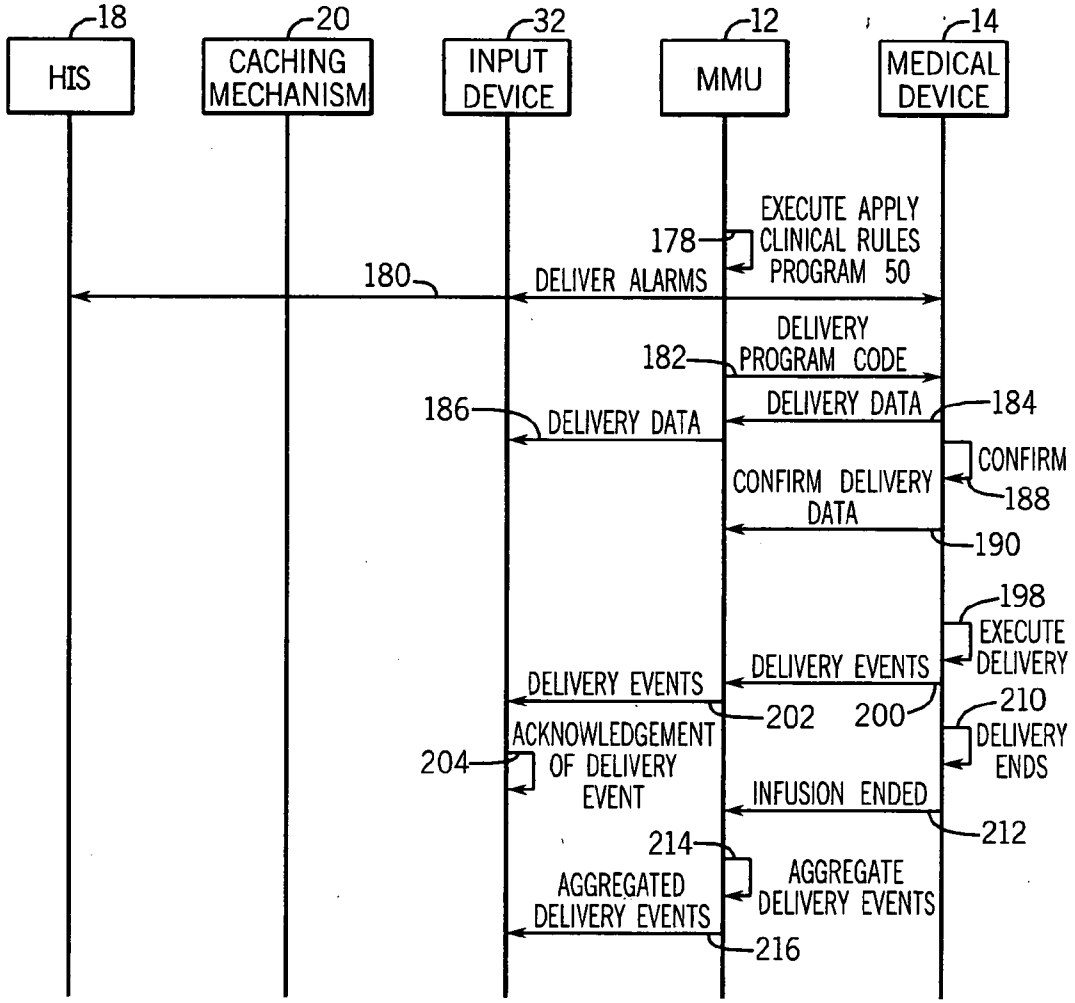 18
20
32
12
14
HIS
CACHING
MECHANISM
INPUT
DEVICE
MMU
MEDICAL
DEVICE
178
EXECUTE APPLY
CLINICAL RULES
PROGRAM 50
180
DELIVER ALARMS
182
DELIVERY
PROGRAM CODE
186
DELIVERY DATA
DELIVERY DATA
184
CONFIRM
188
CONFIRM DELIVERY
DATA
190
198
EXECUTE
DELIVERY
DELIVERY EVENTS
200
DELIVERY EVENTS
202
210
DELIVERY
ENDS
204
ACKNOWLEDGEMENT
OF DELIVERY
EVENT
INFUSION ENDED
212
214
AGGREGATE
DELIVERY EVENTS
AGGREGATED
DELIVERY EVENTS
216